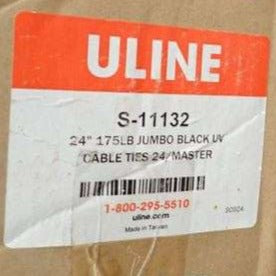 ULINE
S-11132
24" 175LB JUMBO BLACK UV
CABLE TIES 24/MASTER
1-800-295-5510
uline.com
Made in Taiwan